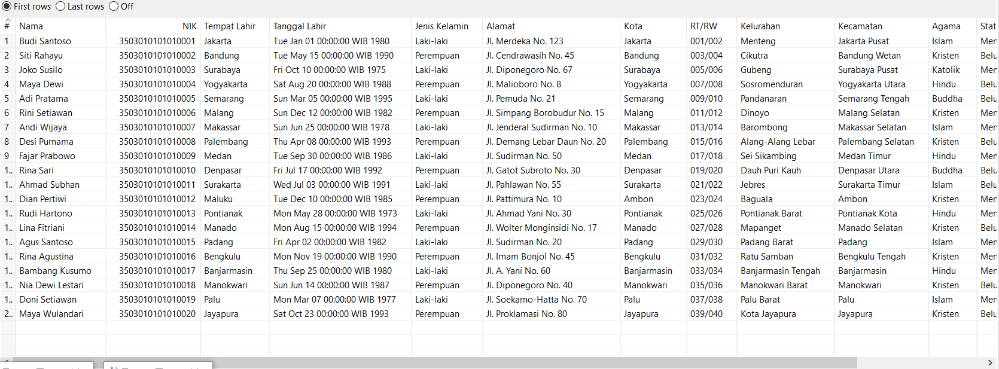 First rows Last rows Off
# Nama NIK Tempat Lahir Tanggal Lahir Jenis Kelamin Alamat Kota RT/RW Kelurahan Kecamatan Agama Stat
1 Budi Santoso 3503010101010001 Jakarta Tue Jan 01 00:00:00 WIB 1980 Laki-laki Jl. Merdeka No. 123 Jakarta 001/002 Menteng Jakarta Pusat Islam Men
2 Siti Rahayu 3503010101010002 Bandung Tue May 15 00:00:00 WIB 1990 Perempuan Jl. Cendrawasih No. 45 Bandung 003/004 Cikutra Bandung Wetan Kristen Belu
3 Joko Susilo 3503010101010003 Surabaya Fri Oct 10 00:00:00 WIB 1975 Laki-laki Jl. Diponegoro No. 67 Surabaya 005/006 Gubeng Surabaya Pusat Katolik Men
4 Maya Dewi 3503010101010004 Yogyakarta Sat Aug 20 00:00:00 WIB 1988 Perempuan Jl. Malioboro No. 8 Yogyakarta 007/008 Sosromenduran Yogyakarta Utara Hindu Belu
5 Adi Pratama 3503010101010005 Semarang Sun Mar 05 00:00:00 WIB 1995 Laki-laki Jl. Pemuda No. 21 Semarang 009/010 Pandanaran Semarang Tengah Buddha Belu
6 Rini Setiawan 3503010101010006 Malang Sun Dec 12 00:00:00 WIB 1982 Perempuan Jl. Simpang Borobudur No. 15 Malang 011/012 Dinoyo Malang Selatan Kristen Men
7 Andi Wijaya 3503010101010007 Makassar Sun Jun 25 00:00:00 WIB 1978 Laki-laki Jl. Jenderal Sudirman No. 10 Makassar 013/014 Barombong Makassar Selatan Islam Men
8 Desi Purnama 3503010101010008 Palembang Thu Apr 08 00:00:00 WIB 1993 Perempuan Jl. Demang Lebar Daun No. 20 Palembang 015/016 Alang-Alang Lebar Palembang Selatan Kristen Belu
9 Fajar Prabowo 3503010101010009 Medan Tue Sep 30 00:00:00 WIB 1986 Laki-laki Jl. Sudirman No. 50 Medan 017/018 Sei Sikambing Medan Timur Hindu Men
1.. Rina Sari 3503010101010010 Denpasar Fri Jul 17 00:00:00 WIB 1992 Perempuan Jl. Gatot Subroto No. 30 Denpasar 019/020 Dauh Puri Kauh Denpasar Utara Buddha Belu
1.. Ahmad Subhan 3503010101010011 Surakarta Wed Jul 03 00:00:00 WIB 1991 Laki-laki Jl. Pahlawan No. 55 Surakarta 021/022 Jebres Surakarta Timur Islam Belu
1.. Dian Pertiwi 3503010101010012 Maluku Tue Dec 10 00:00:00 WIB 1985 Perempuan Jl. Pattimura No. 10 Ambon 023/024 Baguala Ambon Kristen Men
1.. Rudi Hartono 3503010101010013 Pontianak Mon May 28 00:00:00 WIB 1973 Laki-laki Jl. Ahmad Yani No. 30 Pontianak 025/026 Pontianak Barat Pontianak Kota Hindu Men
1.. Lina Fitriani 3503010101010014 Manado Mon Aug 15 00:00:00 WIB 1994 Perempuan Jl. Wolter Monginsidi No. 17 Manado 027/028 Mapanget Manado Selatan Kristen Belu
1.. Agus Santoso 3503010101010015 Padang Fri Apr 02 00:00:00 WIB 1982 Laki-laki Jl. Sudirman No. 20 Padang 029/030 Padang Barat Padang Islam Men
1.. Rina Agustina 3503010101010016 Bengkulu Mon Nov 19 00:00:00 WIB 1990 Perempuan Jl. Imam Bonjol No. 45 Bengkulu 031/032 Ratu Samban Bengkulu Tengah Kristen Men
1.. Bambang Kusumo 3503010101010017 Banjarmasin Thu Sep 25 00:00:00 WIB 1980 Laki-laki Jl. A. Yani No. 60 Banjarmasin 033/034 Banjarmasin Tengah Banjarmasin Hindu Men
1.. Nia Dewi Lestari 3503010101010018 Manokwari Sun Jun 14 00:00:00 WIB 1987 Perempuan Jl. Diponegoro No. 40 Manokwari 035/036 Manokwari Barat Manokwari Kristen Belu
1.. Doni Setiawan 3503010101010019 Palu Mon Mar 07 00:00:00 WIB 1977 Laki-laki Jl. Soekarno-Hatta No. 70 Palu 037/038 Palu Barat Palu Islam Men
2.. Maya Wulandari 3503010101010020 Jayapura Sat Oct 23 00:00:00 WIB 1993 Perempuan Jl. Proklamasi No. 80 Jayapura 039/040 Kota Jayapura Jayapura Kristen Belu